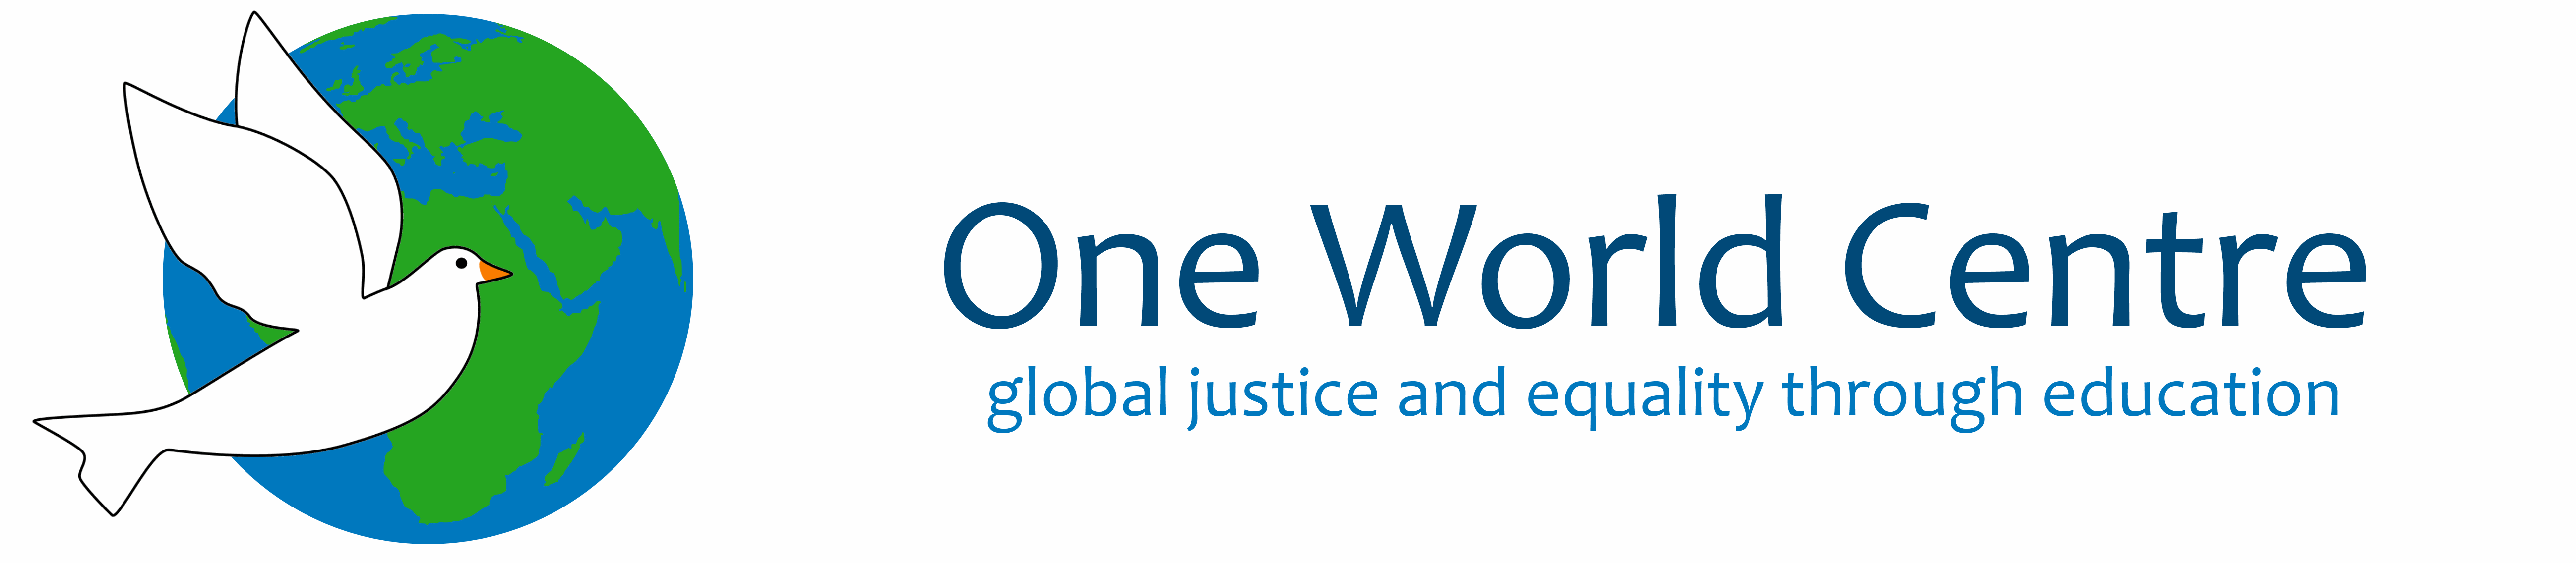 One World Centre
global justice and equality through education